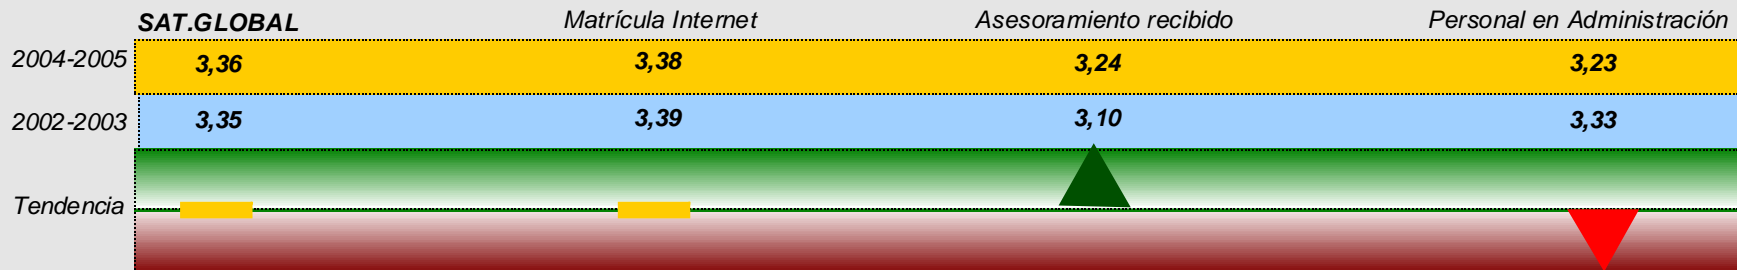 SAT.GLOBAL Matrícula Internet Asesoramiento recibido Personal en Administración
2004-2005 3,36 3,38 3,24 3,23
2002-2003 3,35 3,39 3,10 3,33
Tendencia